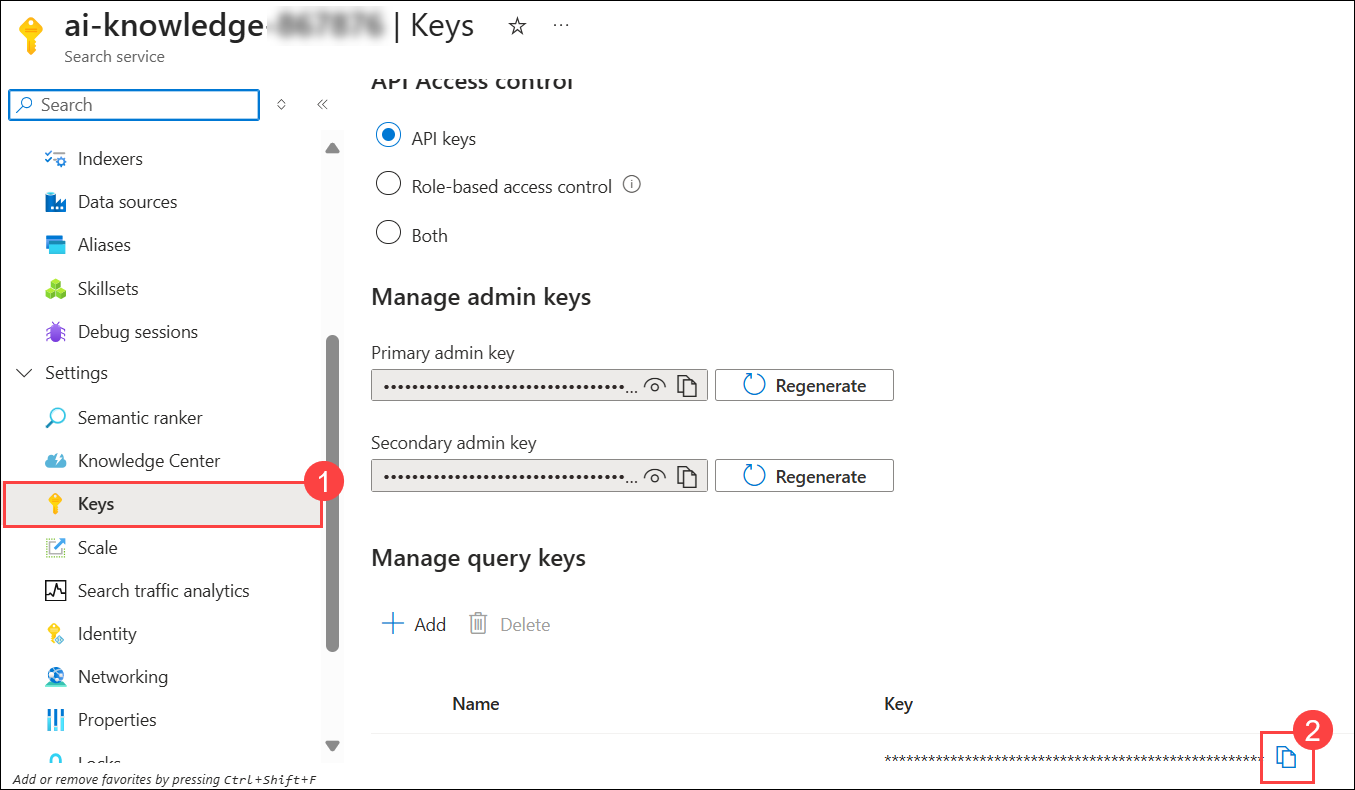 ai-knowledge- | Keys
Search service
Search
Indexers
Data sources
Aliases
Skillsets
Debug sessions
Settings
Semantic ranker
Knowledge Center
Keys
1
Scale
Search traffic analytics
Identity
Networking
Properties
Locks
Add or remove favorites by pressing Ctrl+Shift+F
API Access control
API keys
Role-based access control
Both
Manage admin keys
Primary admin key
Regenerate
Secondary admin key
Regenerate
Manage query keys
Add Delete
Name Key
****************************************************
2